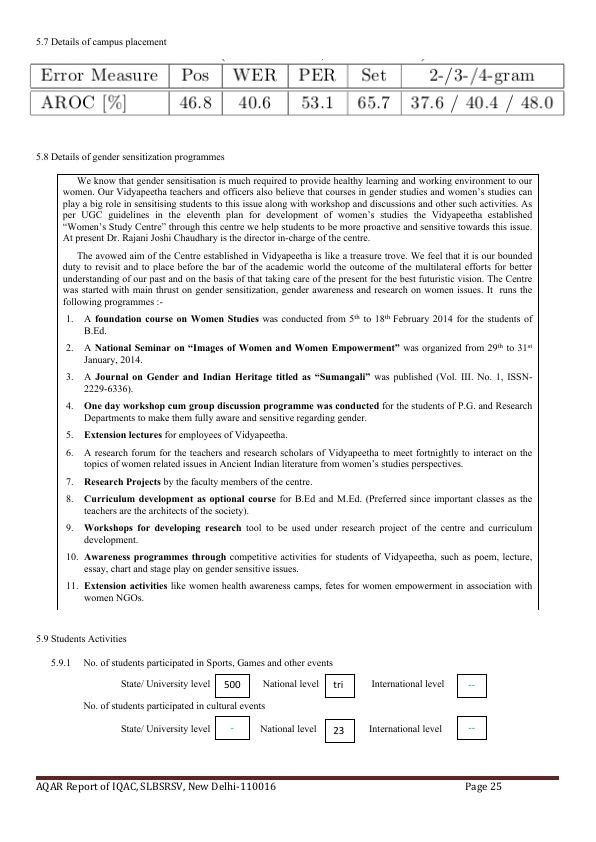 5.7 Details of campus placement
Error Measure Pos WER PER Set 2-/3-/4-gram
AROC [%] 46.8 40.6 53.1 65.7 37.6 / 40.4 / 48.0
5.8 Details of gender sensitization programmes
We know that gender sensitisation is much required to provide healthy learning and working environment to our
women. Our Vidyapeetha teachers and officers also believe that courses in gender studies and women's studies can
play a big role in sensitising students to this issue along with workshop and discussions and other such activities. As
per UGC guidelines in the eleventh plan for development of women's studies the Vidyapeetha established
"Women's Study Centre" through this centre we help students to be more proactive and sensitive towards this issue.
At present Dr. Rajani Joshi Chaudhary is the director in-charge of the centre.
The avowed aim of the Centre established in Vidyapeetha is like a treasure trove. We feel that it is our bounded
duty to revisit and to place before the bar of the academic world the outcome of the multilateral efforts for better
understanding of our past and on the basis of that taking care of the present for the best futuristic vision. The Centre
was started with main thrust on gender sensitization, gender awareness and research on women issues. It runs the
following programmes :-
1. A foundation course on Women Studies was conducted from 5th to 18th February 2014 for the students of
B.Ed.
2. A National Seminar on "Images of Women and Women Empowerment" was organized from 29th to 31st
January, 2014.
3. A Journal on Gender and Indian Heritage titled as "Sumangali" was published (Vol. III. No. 1, ISSN-
2229-6336).
4. One day workshop cum group discussion programme was conducted for the students of P.G. and Research
Departments to make them fully aware and sensitive regarding gender.
5. Extension lectures for employees of Vidyapeetha.
6. A research forum for the teachers and research scholars of Vidyapeetha to meet fortnightly to interact on the
topics of women related issues in Ancient Indian literature from women's studies perspectives.
7. Research Projects by the faculty members of the centre.
8. Curriculum development as optional course for B.Ed and M.Ed. (Preferred since important classes as the
teachers are the architects of the society).
9. Workshops for developing research tool to be used under research project of the centre and curriculum
development.
10. Awareness programmes through competitive activities for students of Vidyapeetha, such as poem, lecture,
essay, chart and stage play on gender sensitive issues.
11. Extension activities like women health awareness camps, fetes for women empowerment in association with
women NGOs.
5.9 Students Activities
5.9.1 No. of students participated in Sports, Games and other events
State/ University level 500 National level tri International level --
No. of students participated in cultural events
State/ University level - National level 23 International level --
AQAR Report of IQAC, SLBSRSV, New Delhi-110016 Page 25